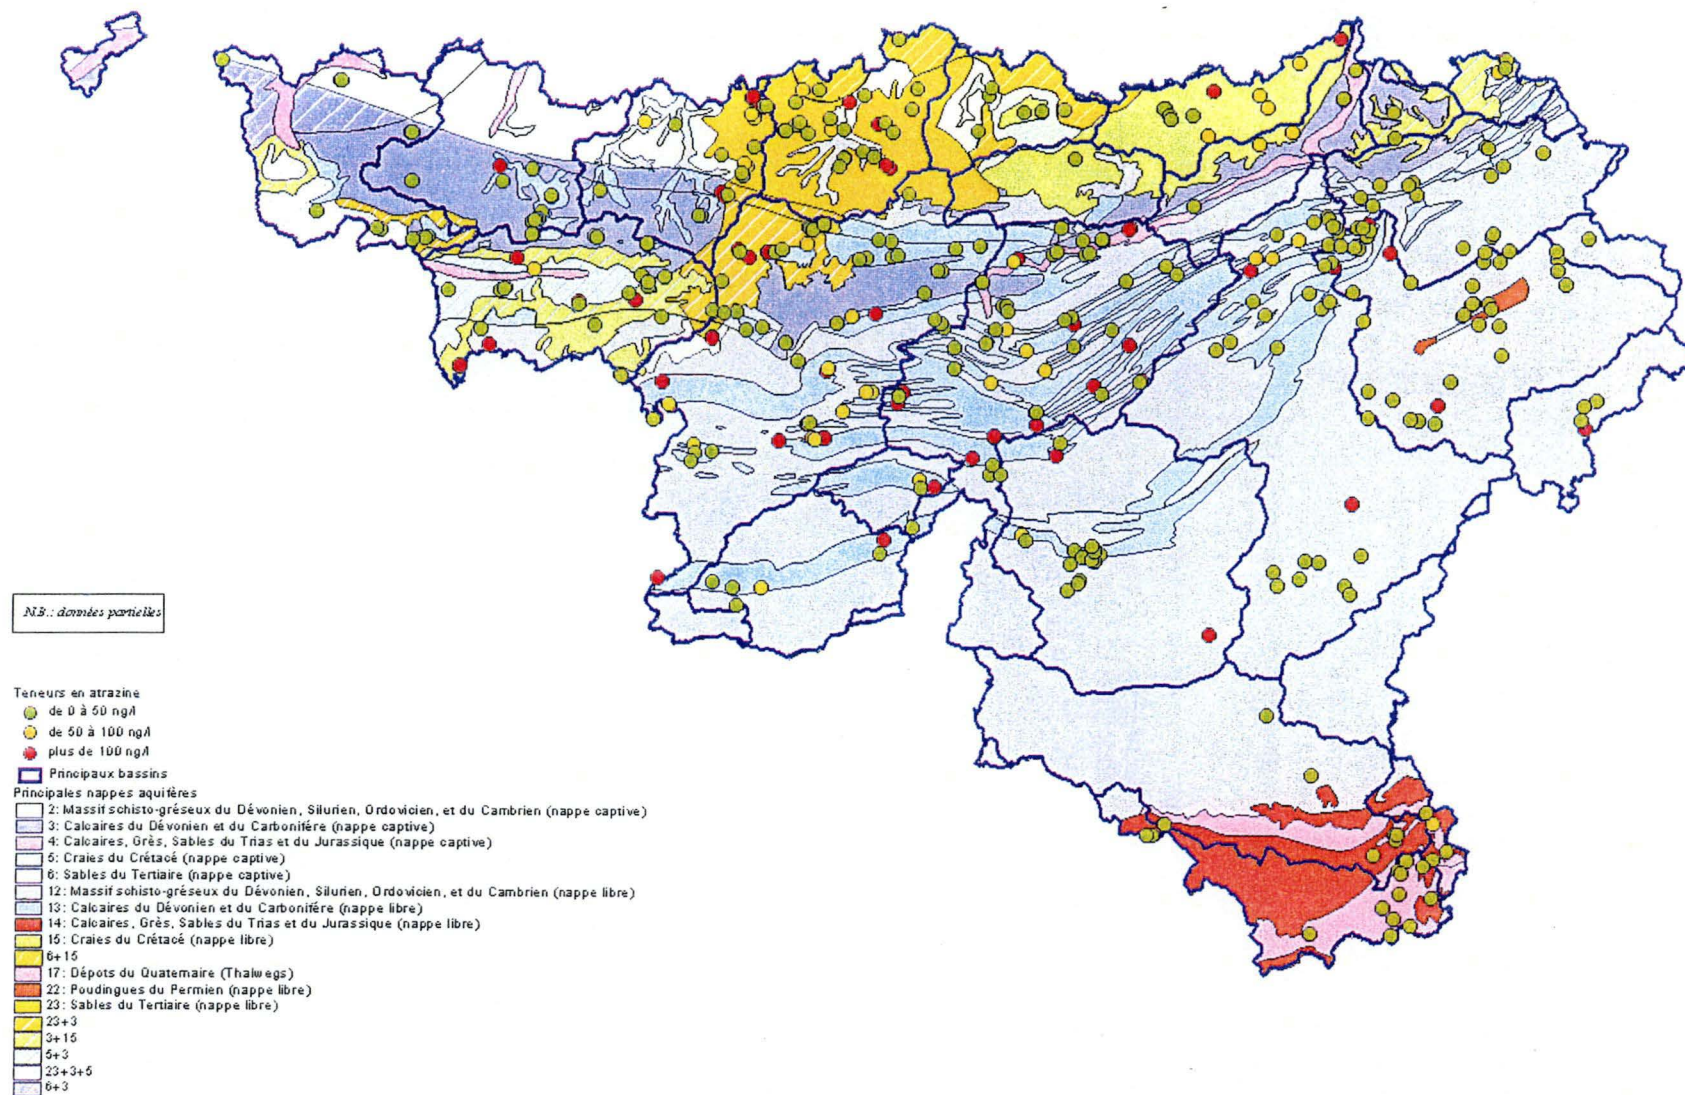 N.B.: données partielles
Teneurs en atrazine
de 0 à 50 ng/l
de 50 à 100 ng/l
plus de 100 ng/l
Principaux bassins
Principales nappes aquifères
2: Massif schisto-gréseux du Dévonien, Silurien, Ordovicien, et du Cambrien (nappe captive)
3: Calcaires du Dévonien et du Carbonifére (nappe captive)
4: Calcaires, Grès, Sables du Trias et du Jurassique (nappe captive)
5: Craies du Crétacé (nappe captive)
6: Sables du Tertiaire (nappe captive)
12: Massif schisto-gréseux du Dévonien, Silurien, Ordovicien, et du Cambrien (nappe libre)
13: Calcaires du Dévonien et du Carbonifére (nappe libre)
14: Calcaires, Grès, Sables du Trias et du Jurassique (nappe libre)
15: Craies du Crétacé (nappe libre)
6+15
17: Dépots du Quaternaire (Thalwegs)
22: Poudingues du Permien (nappe libre)
23: Sables du Tertiaire (nappe libre)
23+3
3+15
5+3
23+3+5
6+3